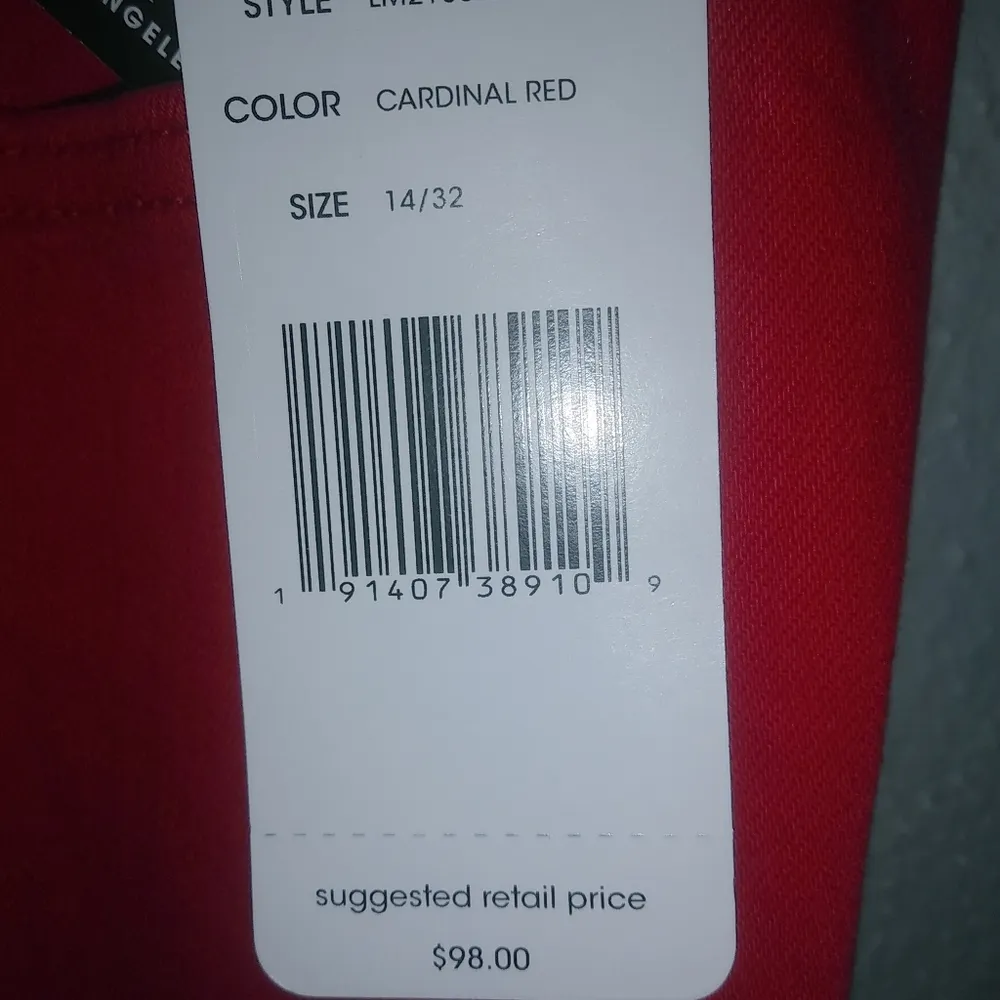 STYLE
COLOR CARDINAL RED
SIZE 14/32
1 91407 38910 9
suggested retail price
$98.00